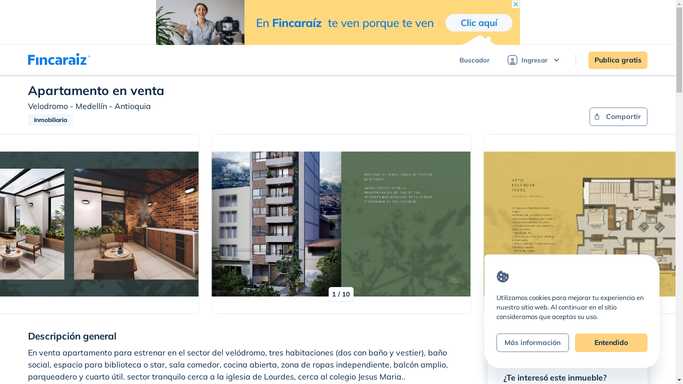 En Fincaraíz te ven porque te ven
Clic aquí
Fincaraiz
Buscador
Ingresar
Publica gratis
Apartamento en venta
Velodromo - Medellín - Antioquia
Inmobiliaria
Compartir
1 / 10
Utilizamos cookies para mejorar tu experiencia en
nuestro sitio web. Al continuar en el sitio
consideramos que aceptas su uso.
Más información
Entendido
Descripción general
En venta apartamento para estrenar en el sector del velódromo, tres habitaciones (dos con baño y vestier), baño
social, espacio para biblioteca o star, sala comedor, cocina abierta, zona de ropas independiente, balcón amplio,
parqueadero y cuarto útil. sector tranquilo cerca a la iglesia de Lourdes, cerca al colegio Jesus Maria..
¿Te interesó este inmueble?